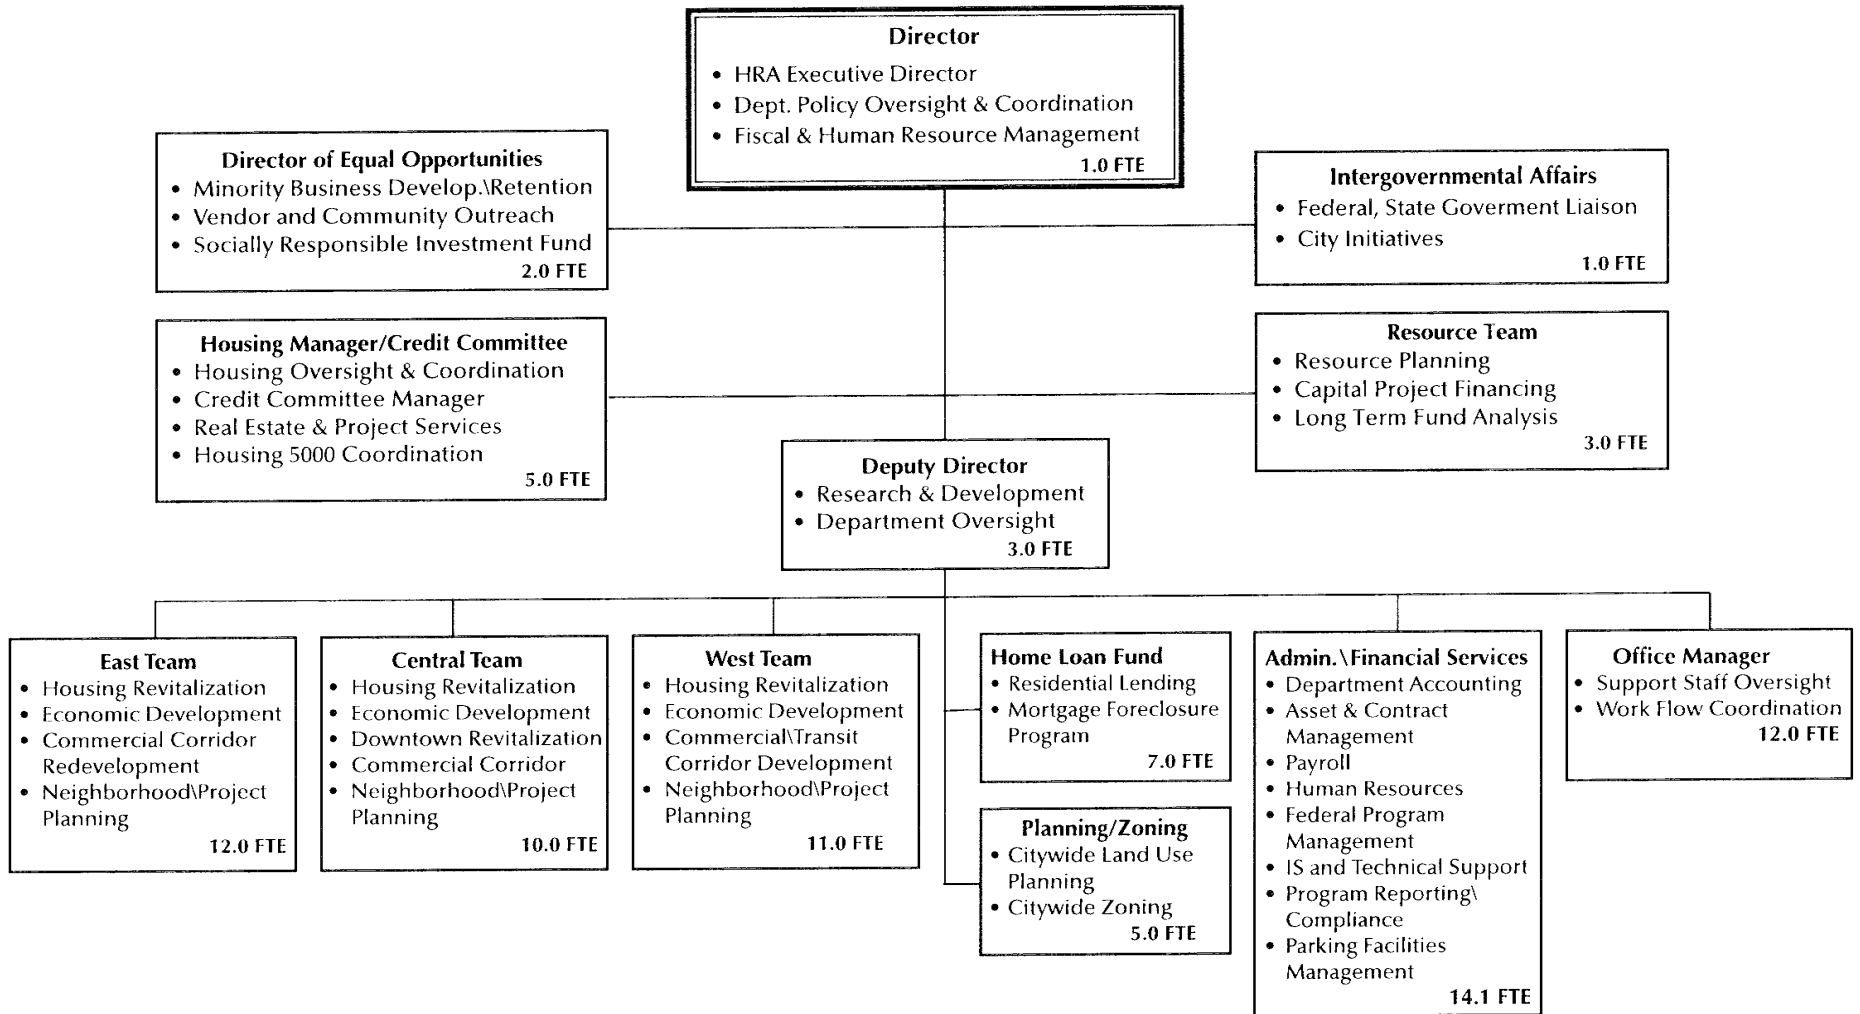 Director
• HRA Executive Director
• Dept. Policy Oversight & Coordination
• Fiscal & Human Resource Management
1.0 FTE
Director of Equal Opportunities
• Minority Business Develop.\Retention
• Vendor and Community Outreach
• Socially Responsible Investment Fund
2.0 FTE
Intergovernmental Affairs
• Federal, State Goverment Liaison
• City Initiatives
1.0 FTE
Housing Manager/Credit Committee
• Housing Oversight & Coordination
• Credit Committee Manager
• Real Estate & Project Services
• Housing 5000 Coordination
5.0 FTE
Resource Team
• Resource Planning
• Capital Project Financing
• Long Term Fund Analysis
3.0 FTE
Deputy Director
• Research & Development
• Department Oversight
3.0 FTE
East Team
• Housing Revitalization
• Economic Development
• Commercial Corridor
Redevelopment
• Neighborhood\Project
Planning
12.0 FTE
Central Team
• Housing Revitalization
• Economic Development
• Downtown Revitalization
• Commercial Corridor
• Neighborhood\Project
Planning
10.0 FTE
West Team
• Housing Revitalization
• Economic Development
• Commercial\Transit
Corridor Development
• Neighborhood\Project
Planning
11.0 FTE
Home Loan Fund
• Residential Lending
• Mortgage Foreclosure
Program
7.0 FTE
Planning/Zoning
• Citywide Land Use
Planning
• Citywide Zoning
5.0 FTE
Admin.\Financial Services
• Department Accounting
• Asset & Contract
Management
• Payroll
• Human Resources
• Federal Program
Management
• IS and Technical Support
• Program Reporting\
Compliance
• Parking Facilities
Management
14.1 FTE
Office Manager
• Support Staff Oversight
• Work Flow Coordination
12.0 FTE